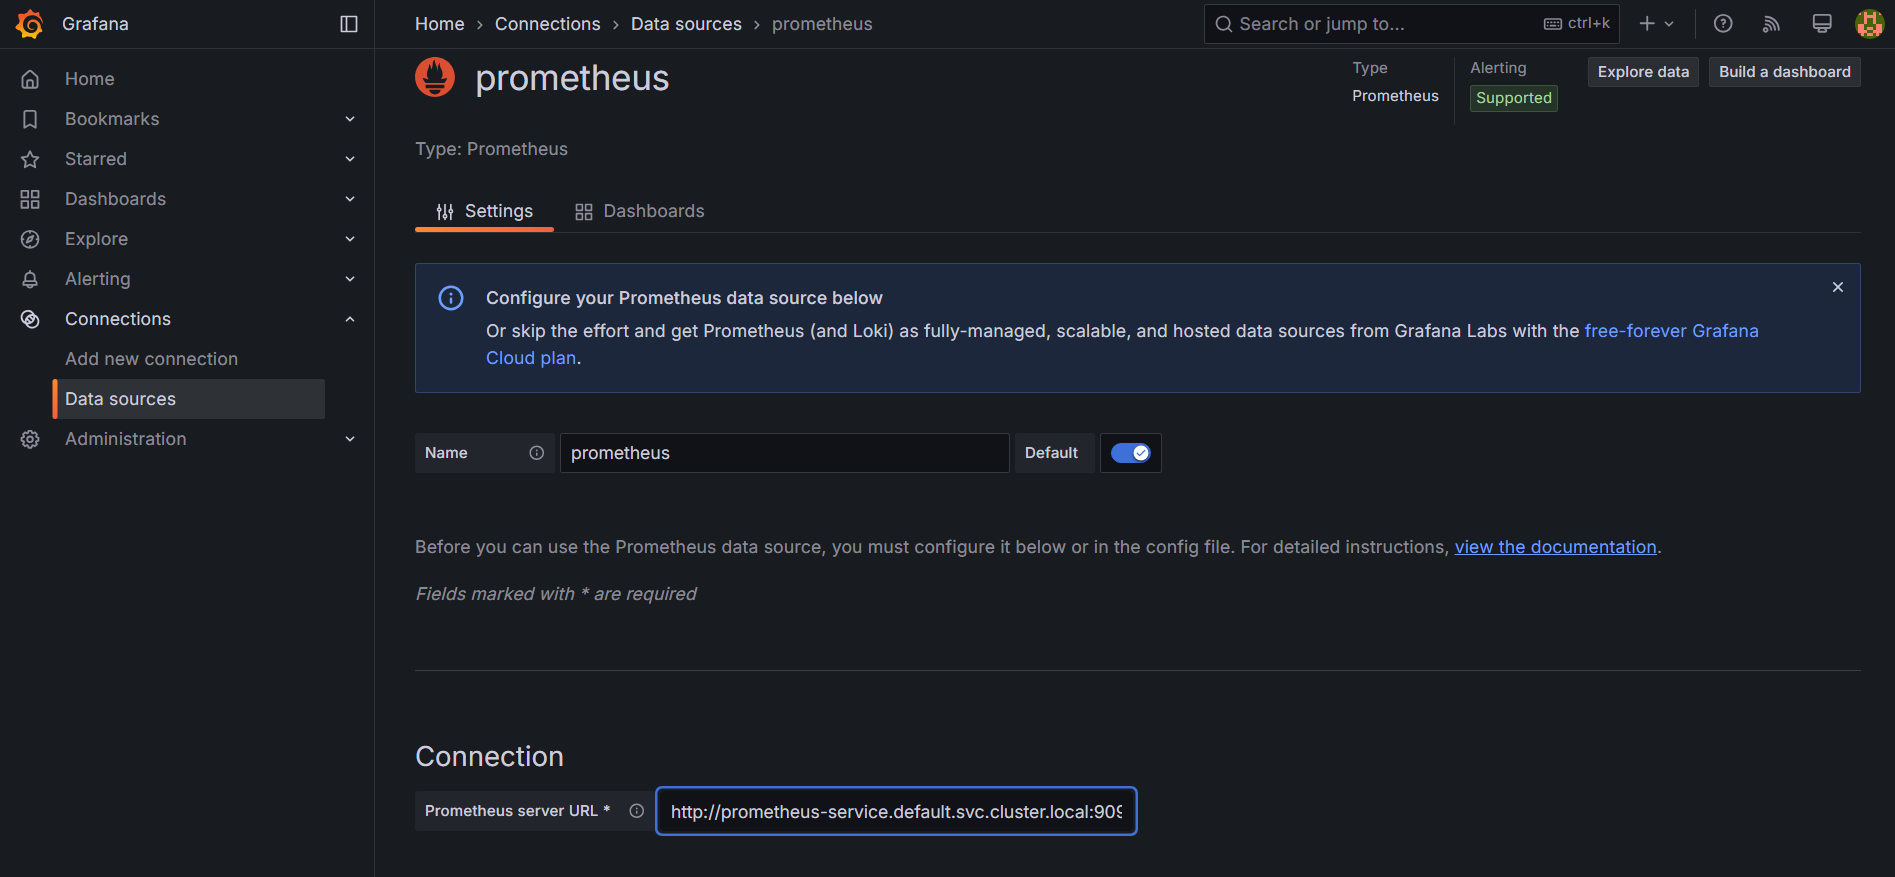 Grafana
Home
Bookmarks
Starred
Dashboards
Explore
Alerting
Connections
Add new connection
Data sources
Administration
Home › Connections › Data sources › prometheus
Search or jump to...
ctrl+k
prometheus
Type
Prometheus
Alerting
Supported
Explore data
Build a dashboard
Type: Prometheus
Settings
Dashboards
Configure your Prometheus data source below
Or skip the effort and get Prometheus (and Loki) as fully-managed, scalable, and hosted data sources from Grafana Labs with the free-forever Grafana
Cloud plan.
Name
prometheus
Default
Before you can use the Prometheus data source, you must configure it below or in the config file. For detailed instructions, view the documentation.
Fields marked with * are required
Connection
Prometheus server URL *
http://prometheus-service.default.svc.cluster.local:909